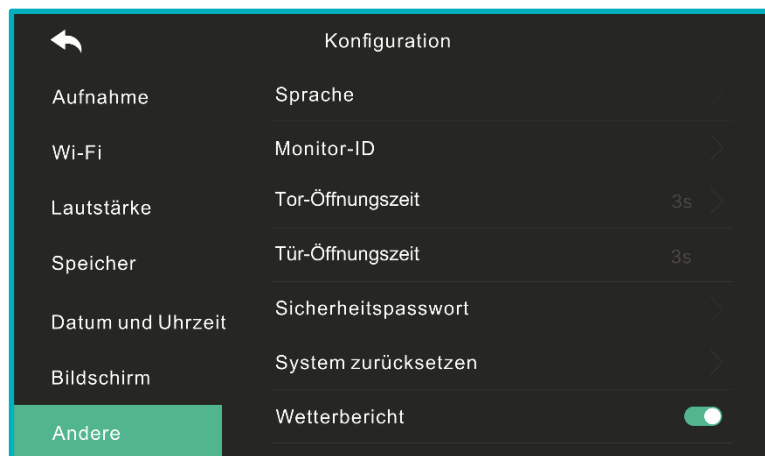 Konfiguration
Aufnahme
Wi-Fi
Lautstärke
Speicher
Datum und Uhrzeit
Bildschirm
Andere
Sprache
Monitor-ID
Tor-Öffnungszeit 3s
Tür-Öffnungszeit 3s
Sicherheitspasswort
System zurücksetzen
Wetterbericht